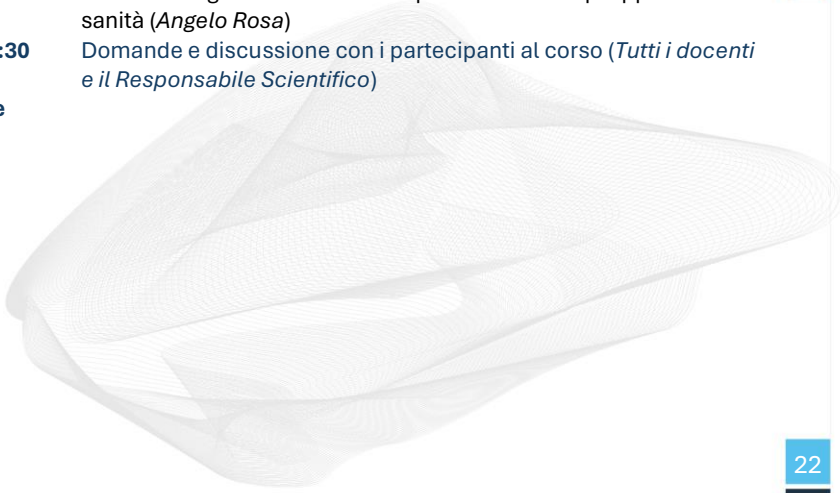 sanità (Angelo Rosa)
:30 Domande e discussione con i partecipanti al corso (Tutti i docenti
e il Responsabile Scientifico)
e
22